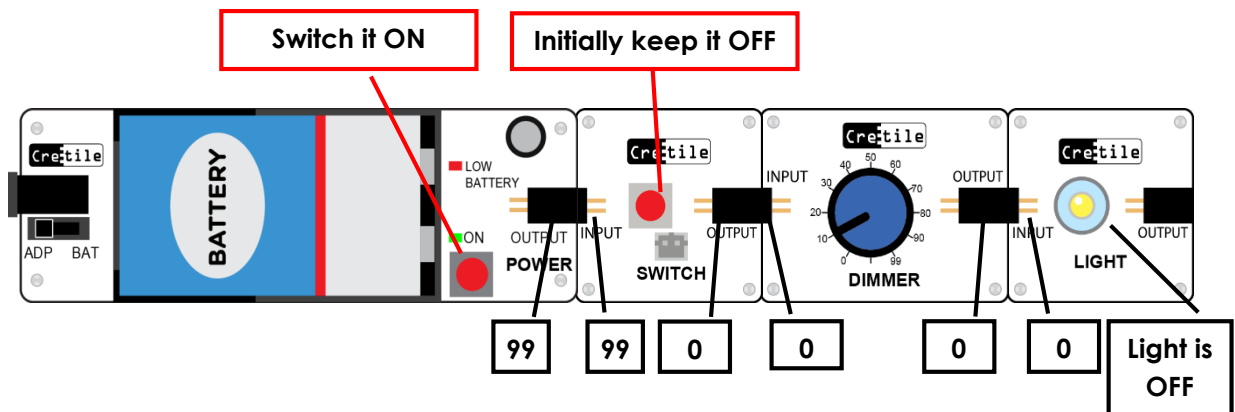 Switch it ON
Initially keep it OFF
Cre:tile
ADP BAT
BATTERY
LOW
BATTERY
ON
OUTPUT
POWER
INPUT
Cre:tile
OUTPUT
SWITCH
INPUT
Cre:tile
0
10
20
30
40
50
60
70
80
90
99
DIMMER
OUTPUT
INPUT
Cre:tile
LIGHT
OUTPUT
99
99
0
0
0
0
Light is
OFF